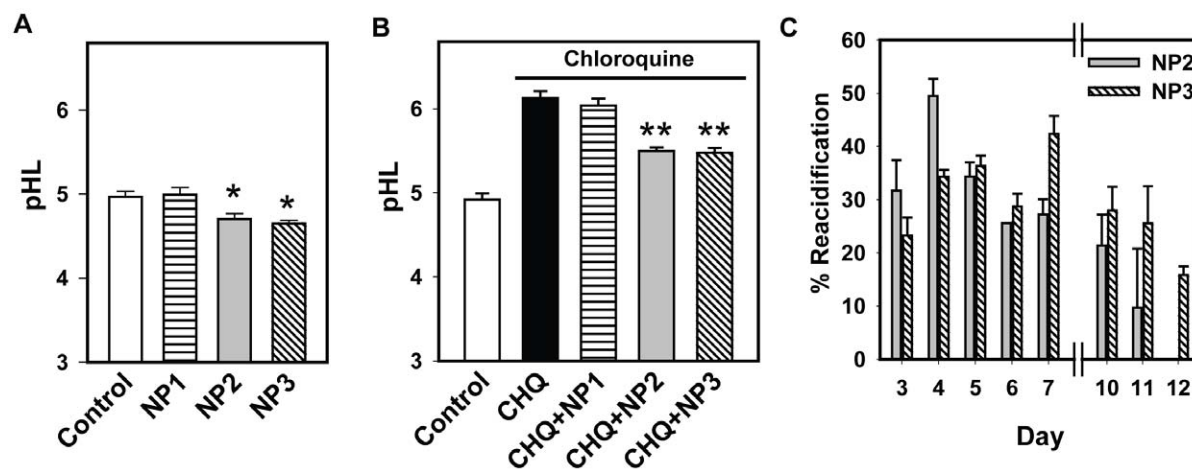 A
pHL
6
5
4
3
*
*
Control
NP1
NP2
NP3
B
pHL
Chloroquine
6
5
4
3
**
**
Control
CHQ
CHQ+NP1
CHQ+NP2
CHQ+NP3
C
% Reacidification
60
50
40
30
20
10
0
NP2
NP3
3 4 5 6 7 10 11 12
Day